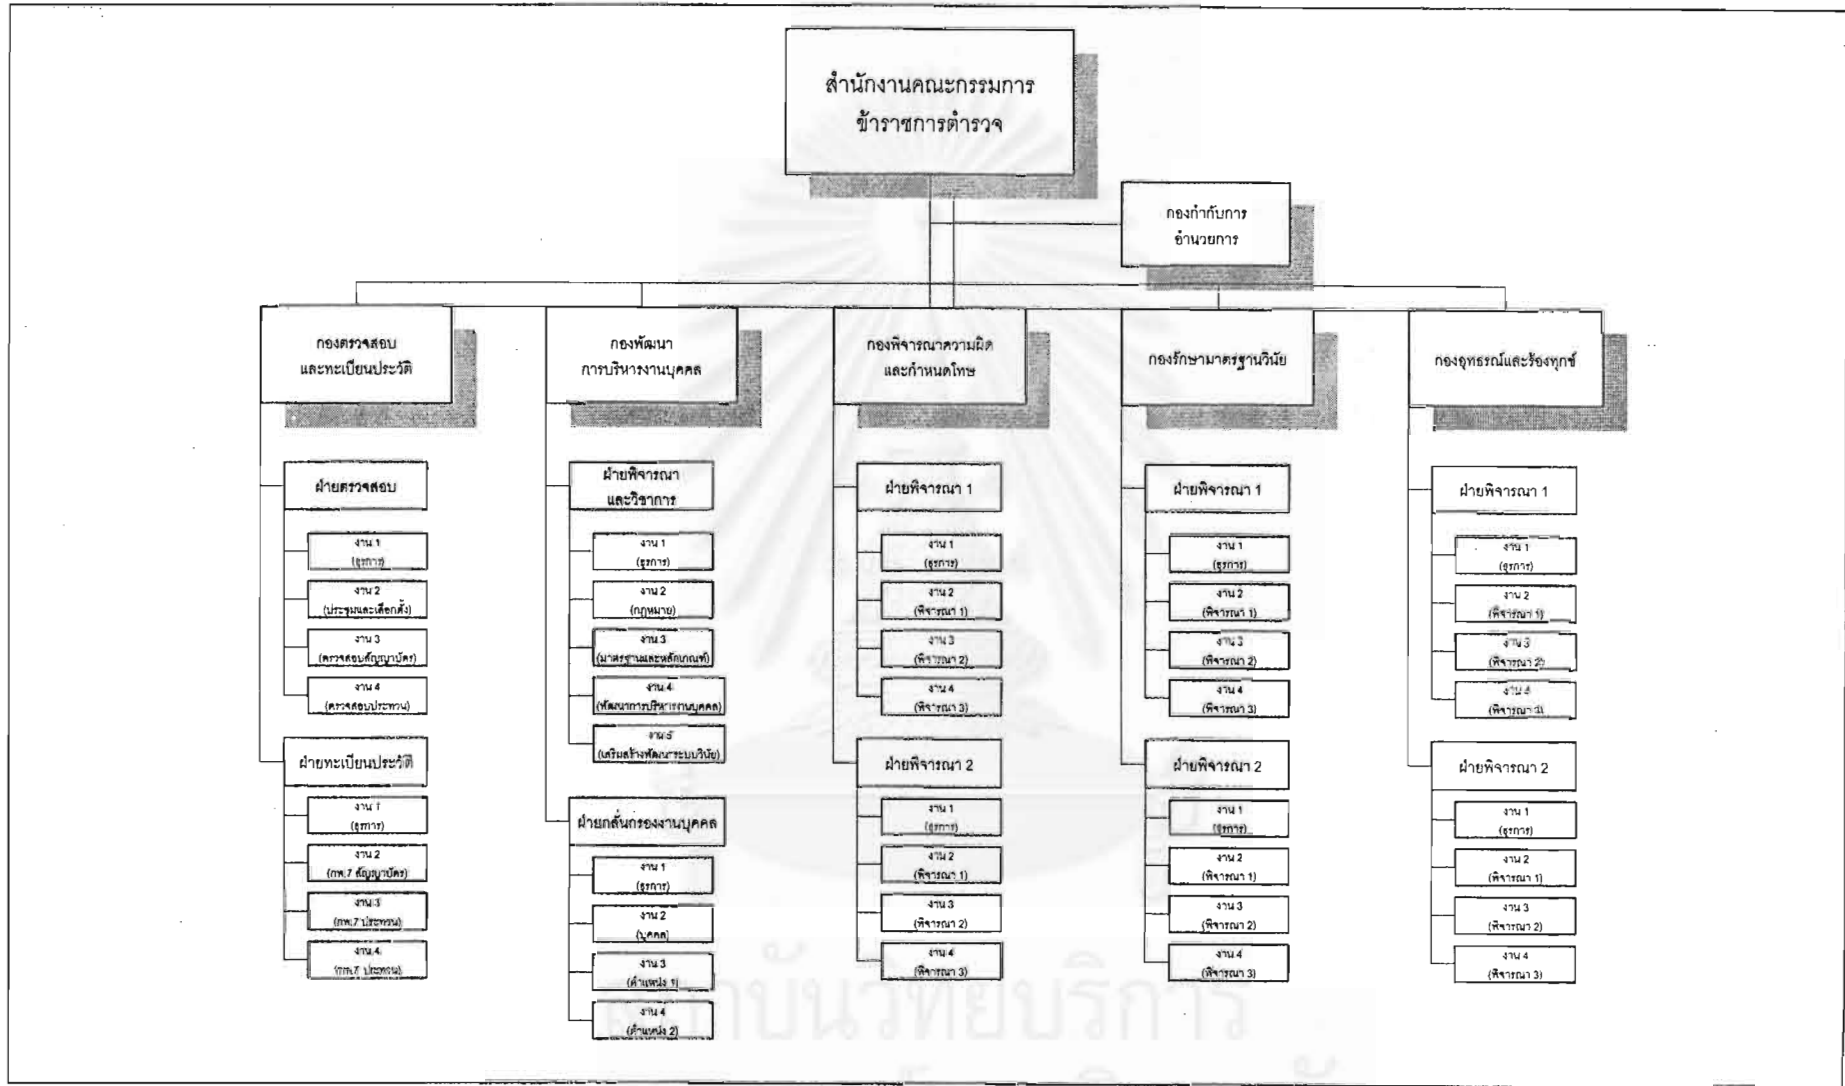 สำนักงานคณะกรรมการ
ข้าราชการตำรวจ
กองกำกับการ
อำนวยการ
กองตรวจสอบ
และทะเบียนประวัติ
ฝ่ายตรวจสอบ
งาน 1
(ธุรการ)
งาน 2
(ประชุมและเลือกตั้ง)
งาน 3
(ตรวจสอบสัญญาบัตร)
งาน 4
(ตรวจสอบประทวน)
ฝ่ายทะเบียนประวัติ
งาน 1
(ธุรการ)
งาน 2
(กพ.7 สัญญาบัตร)
งาน 3
(กพ.7 ประทวน)
งาน 4
(กพ.7 ประทวน)
กองพัฒนา
การบริหารงานบุคคล
ฝ่ายพิจารณา
และวิชาการ
งาน 1
(ธุรการ)
งาน 2
(กฎหมาย)
งาน 3
(มาตรฐานและหลักเกณฑ์)
งาน 4
(พัฒนาการบริหารงานบุคคล)
งาน 5
(เสริมสร้างพัฒนาระบบวินัย)
ฝ่ายกลั่นกรองงานบุคคล
งาน 1
(ธุรการ)
งาน 2
(บุคคล)
งาน 3
(ตำแหน่ง 1)
งาน 4
(ตำแหน่ง 2)
กองพิจารณาความผิด
และกำหนดโทษ
ฝ่ายพิจารณา 1
งาน 1
(ธุรการ)
งาน 2
(พิจารณา 1)
งาน 3
(พิจารณา 2)
งาน 4
(พิจารณา 3)
ฝ่ายพิจารณา 2
งาน 1
(ธุรการ)
งาน 2
(พิจารณา 1)
งาน 3
(พิจารณา 2)
งาน 4
(พิจารณา 3)
กองรักษามาตรฐานวินัย
ฝ่ายพิจารณา 1
งาน 1
(ธุรการ)
งาน 2
(พิจารณา 1)
งาน 3
(พิจารณา 2)
งาน 4
(พิจารณา 3)
ฝ่ายพิจารณา 2
งาน 1
(ธุรการ)
งาน 2
(พิจารณา 1)
งาน 3
(พิจารณา 2)
งาน 4
(พิจารณา 3)
กองอุทธรณ์และร้องทุกข์
ฝ่ายพิจารณา 1
งาน 1
(ธุรการ)
งาน 2
(พิจารณา 1)
งาน 3
(พิจารณา 2)
งาน 4
(พิจารณา 3)
ฝ่ายพิจารณา 2
งาน 1
(ธุรการ)
งาน 2
(พิจารณา 1)
งาน 3
(พิจารณา 2)
งาน 4
(พิจารณา 3)
สถาบันวิทยบริการ